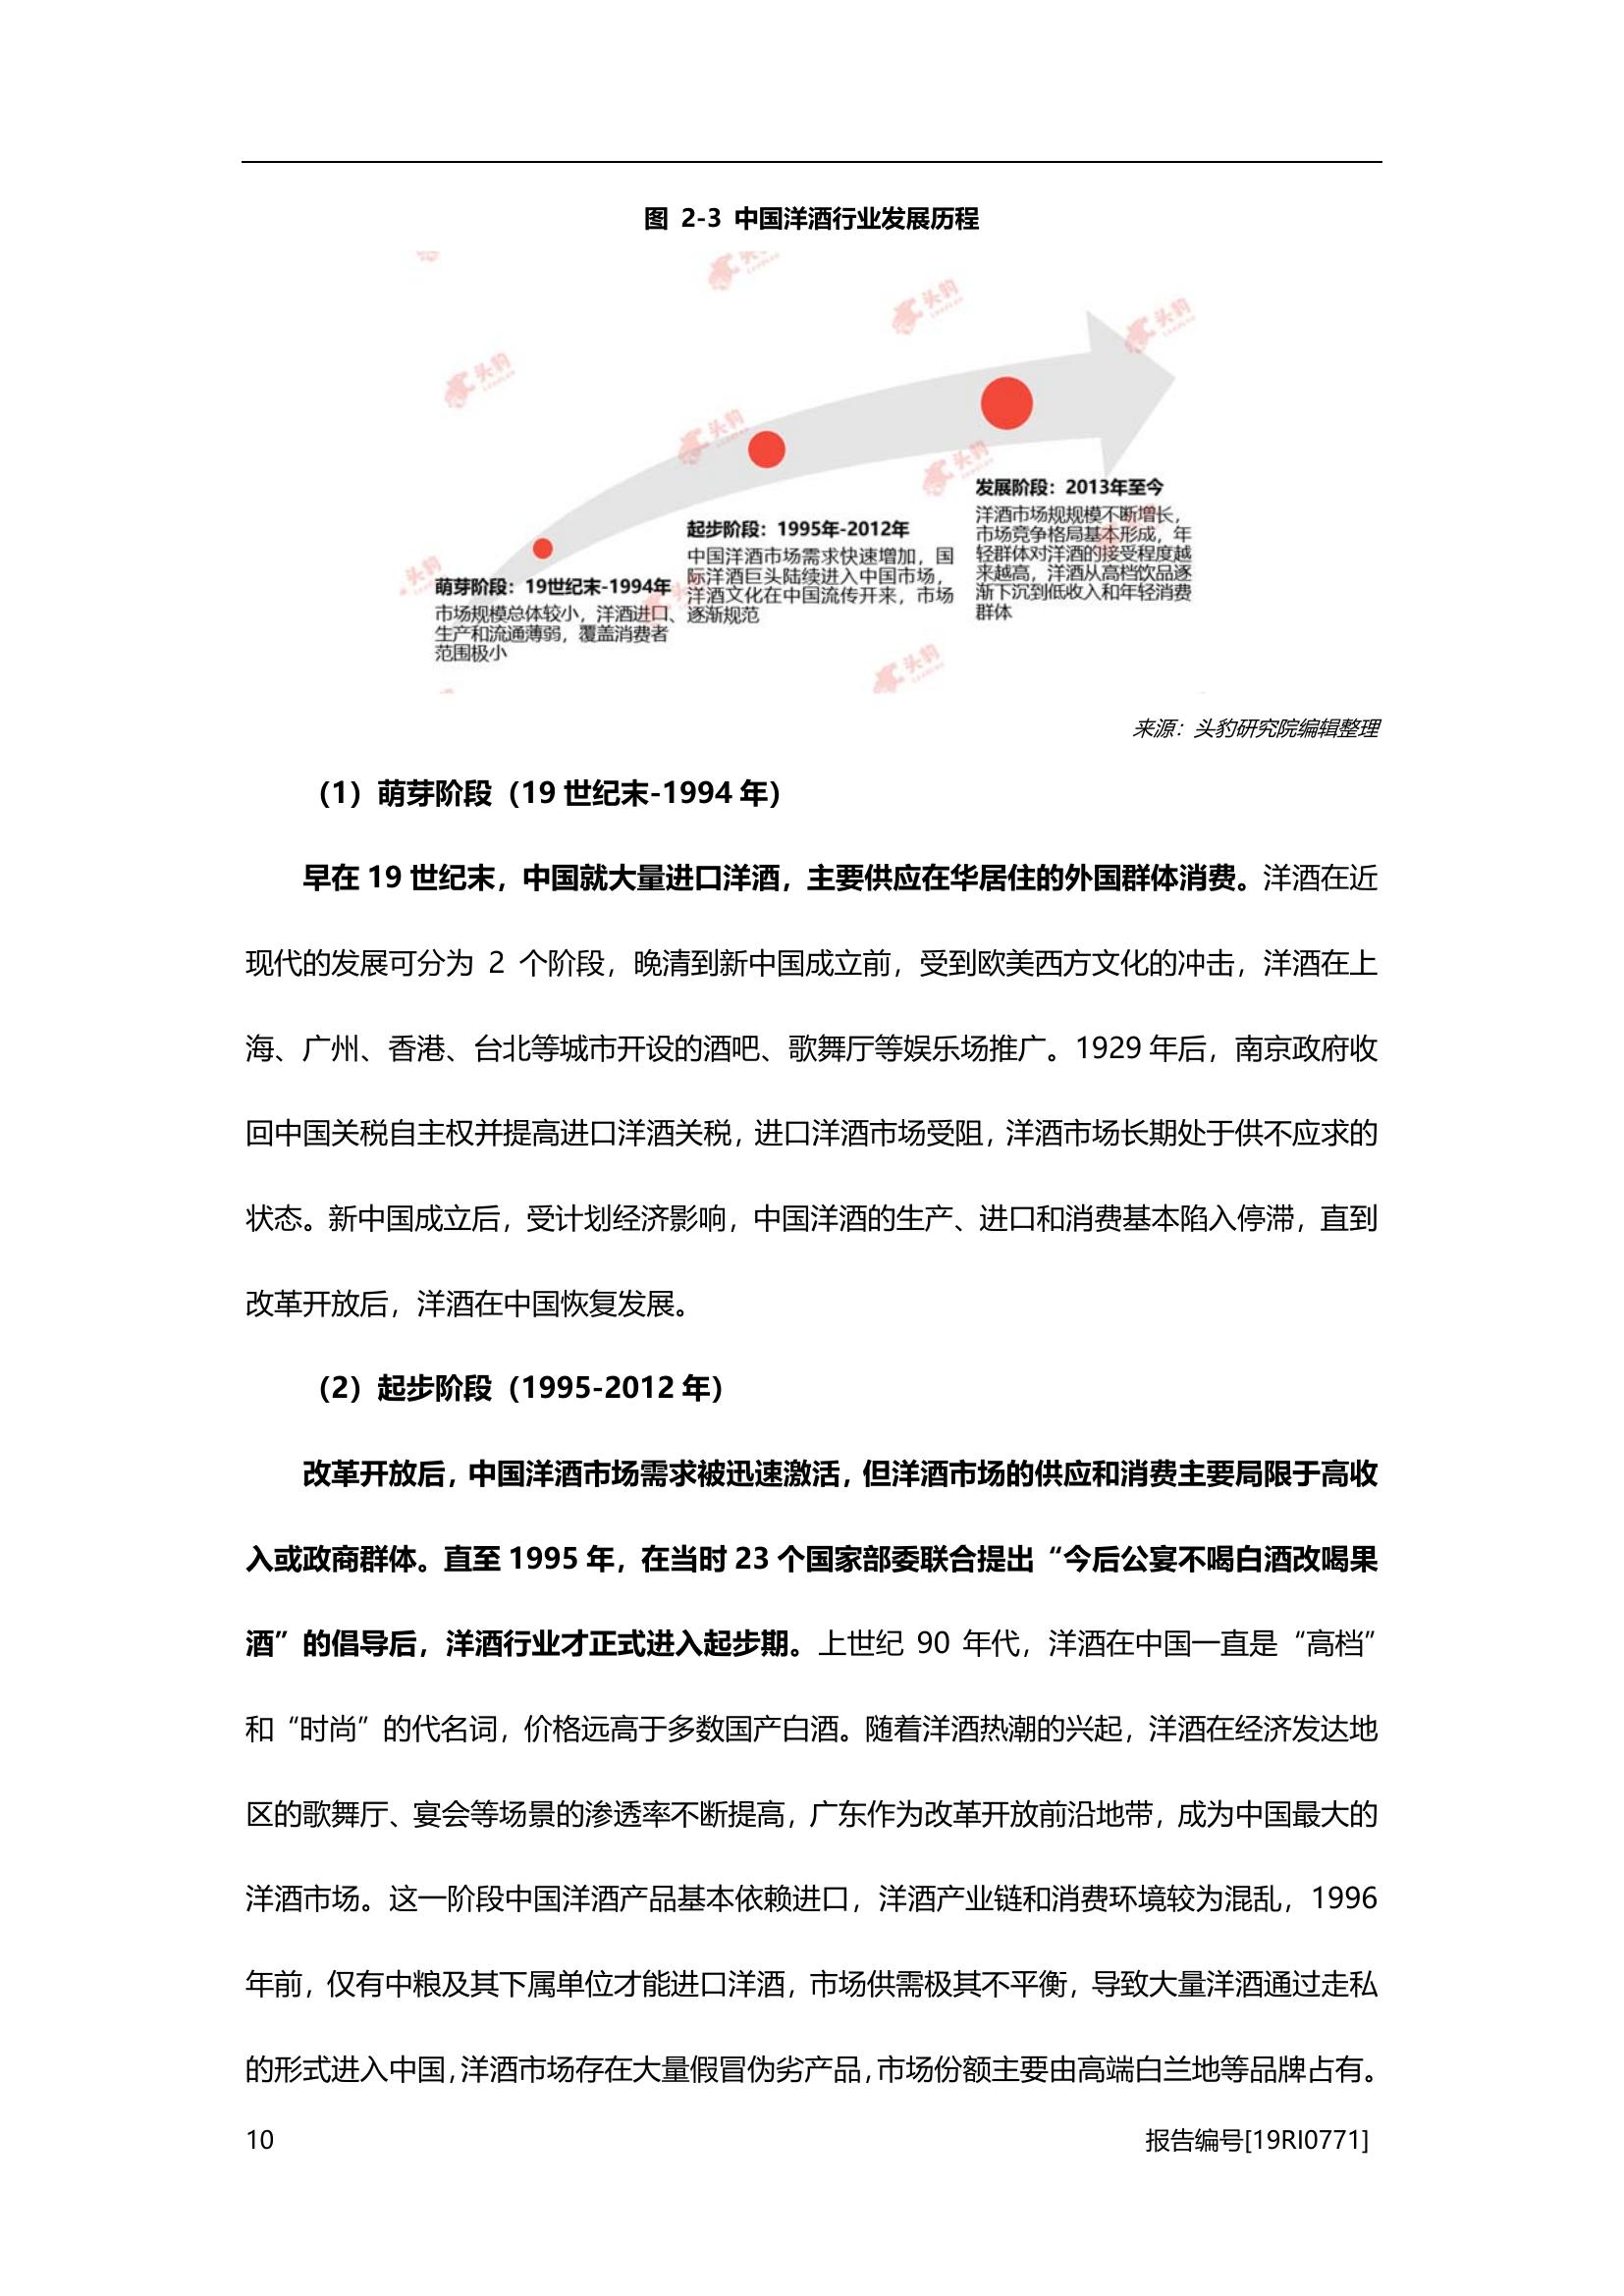 图 2-3 中国洋酒行业发展历程
发展阶段：2013年至今
洋酒市场规规模不断增长，
市场竞争格局基本形成，年
轻群体对洋酒的接受程度越
来越高，洋酒从高档饮品逐
渐下沉到低收入和年轻消费
群体
起步阶段：1995年-2012年
中国洋酒市场需求快速增加，国
际洋酒巨头陆续进入中国市场，
洋酒文化在中国流传开来，市场
逐渐规范
萌芽阶段：19世纪末-1994年
市场规模总体较小，洋酒进口、
生产和流通薄弱，覆盖消费者
范围极小
来源：头豹研究院编辑整理
（1）萌芽阶段（19 世纪末-1994 年）
早在 19 世纪末，中国就大量进口洋酒，主要供应在华居住的外国群体消费。洋酒在近
现代的发展可分为 2 个阶段，晚清到新中国成立前，受到欧美西方文化的冲击，洋酒在上
海、广州、香港、台北等城市开设的酒吧、歌舞厅等娱乐场推广。1929 年后，南京政府收
回中国关税自主权并提高进口洋酒关税，进口洋酒市场受阻，洋酒市场长期处于供不应求的
状态。新中国成立后，受计划经济影响，中国洋酒的生产、进口和消费基本陷入停滞，直到
改革开放后，洋酒在中国恢复发展。
（2）起步阶段（1995-2012 年）
改革开放后，中国洋酒市场需求被迅速激活，但洋酒市场的供应和消费主要局限于高收
入或政商群体。直至 1995 年，在当时 23 个国家部委联合提出“今后公宴不喝白酒改喝果
酒”的倡导后，洋酒行业才正式进入起步期。上世纪 90 年代，洋酒在中国一直是“高档”
和“时尚”的代名词，价格远高于多数国产白酒。随着洋酒热潮的兴起，洋酒在经济发达地
区的歌舞厅、宴会等场景的渗透率不断提高，广东作为改革开放前沿地带，成为中国最大的
洋酒市场。这一阶段中国洋酒产品基本依赖进口，洋酒产业链和消费环境较为混乱，1996
年前，仅有中粮及其下属单位才能进口洋酒，市场供需极其不平衡，导致大量洋酒通过走私
的形式进入中国，洋酒市场存在大量假冒伪劣产品，市场份额主要由高端白兰地等品牌占有。
10
报告编号[19RI0771]